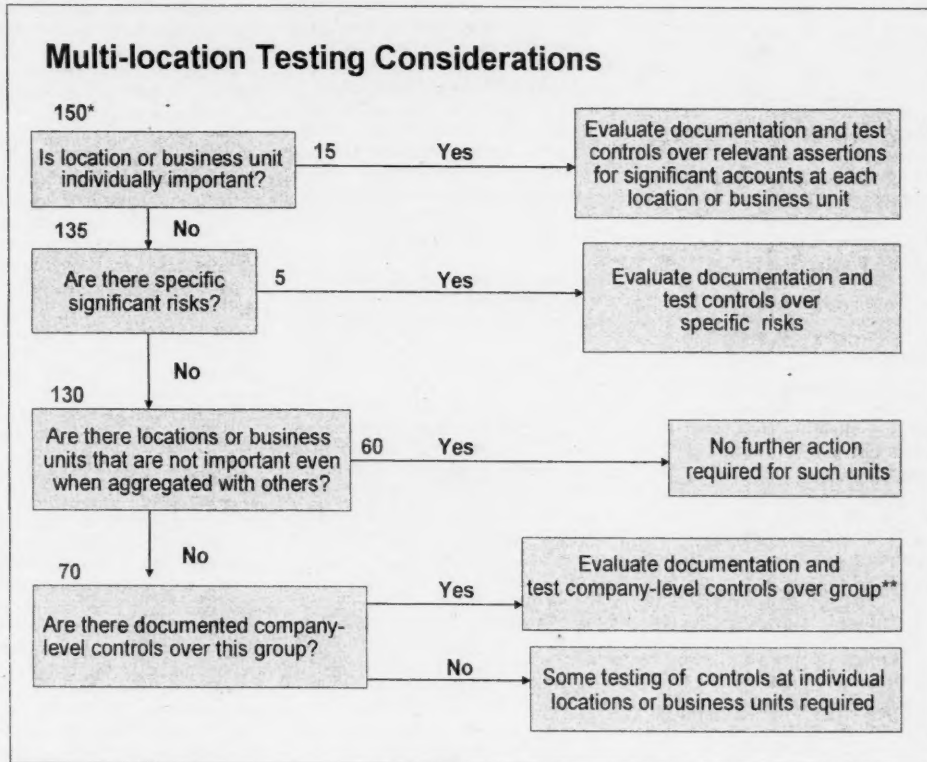 Multi-location Testing Considerations
150*
Is location or business unit
individually important?
15
Yes
Evaluate documentation and test
controls over relevant assertions
for significant accounts at each
location or business unit
No
135
Are there specific
significant risks?
5
Yes
Evaluate documentation and
test controls over
specific risks
No
130
Are there locations or business
units that are not important even
when aggregated with others?
60
Yes
No further action
required for such units
No
70
Are there documented company-
level controls over this group?
Yes
Evaluate documentation and
test company-level controls over group**
No
Some testing of controls at individual
locations or business units required